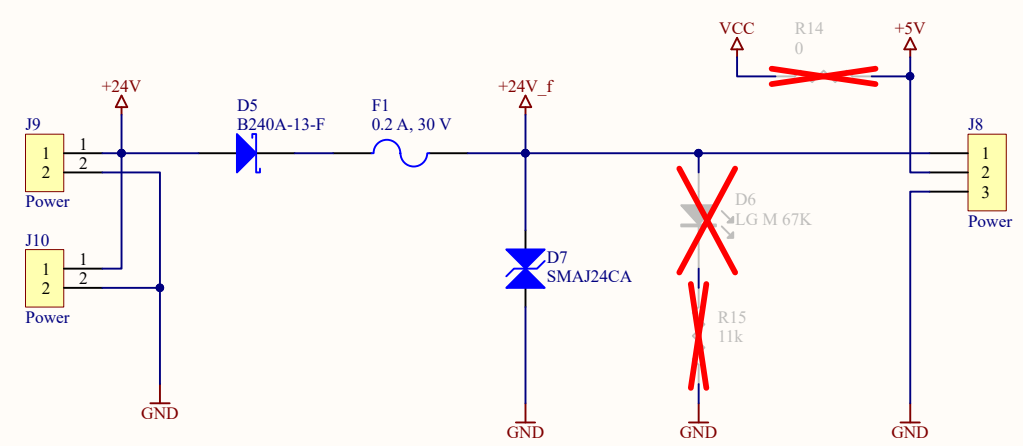 VCC
R14
0
+5V
+24V
+24V_f
D5
B240A-13-F
F1
0.2 A, 30 V
J9
1
2
1
2
Power
J8
1
2
3
Power
D6
LG M 67K
J10
1
2
1
2
Power
D7
SMAJ24CA
R15
11k
GND
GND
GND
GND